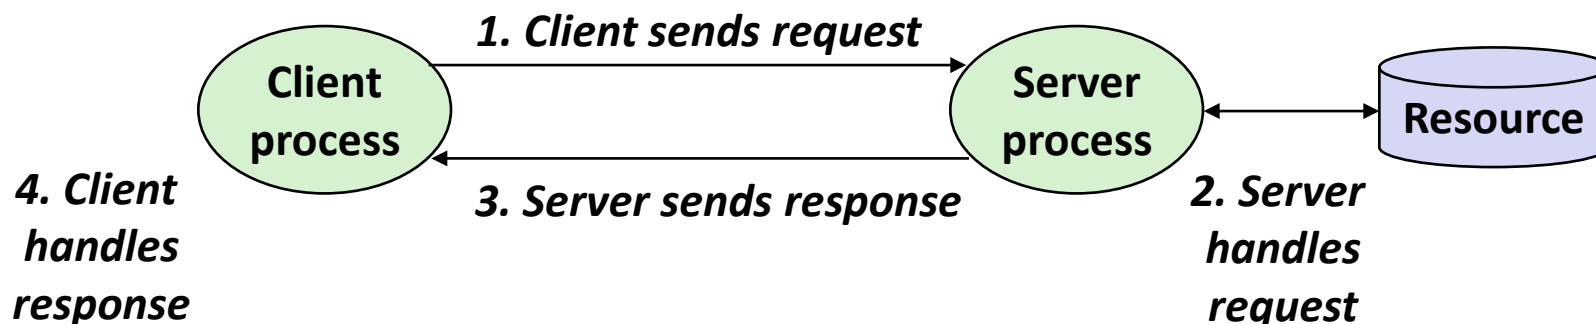 1. Client sends request
Client
process
Server
process
Resource
3. Server sends response
4. Client
handles
response
2. Server
handles
request